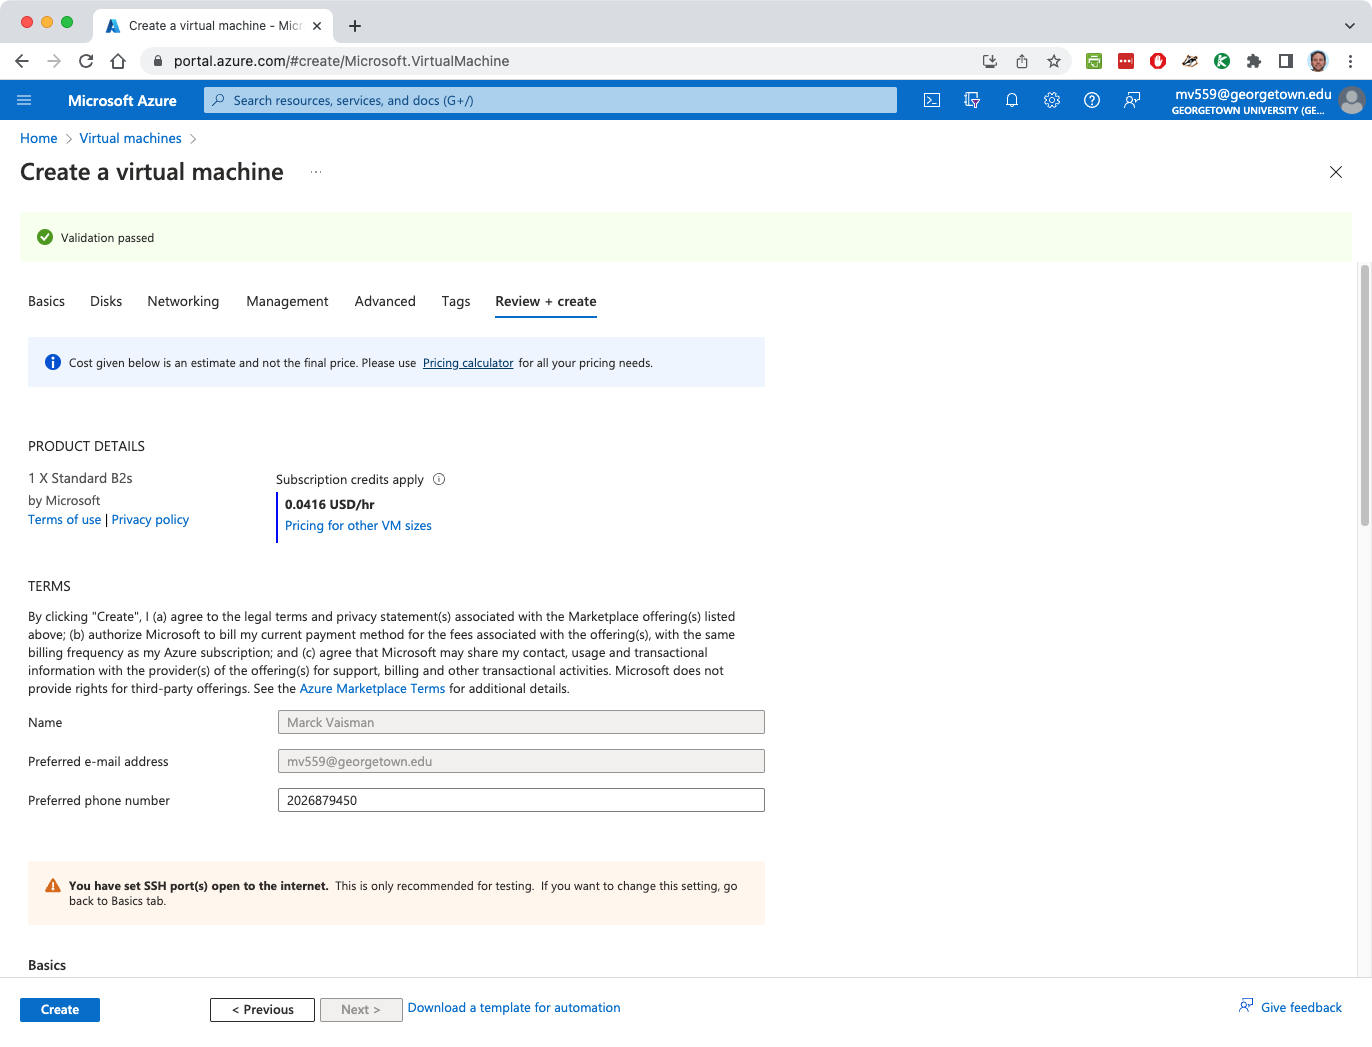 Create a virtual machine - Micr
portal.azure.com/#create/Microsoft.VirtualMachine
Microsoft Azure
Search resources, services, and docs (G+/)
mv559@georgetown.edu
GEORGETOWN UNIVERSITY (GE...
Home > Virtual machines >
Create a virtual machine ...
Validation passed
Basics Disks Networking Management Advanced Tags Review + create
Cost given below is an estimate and not the final price. Please use Pricing calculator for all your pricing needs.
PRODUCT DETAILS
1 X Standard B2s
by Microsoft
Terms of use | Privacy policy
Subscription credits apply
0.0416 USD/hr
Pricing for other VM sizes
TERMS
By clicking "Create", I (a) agree to the legal terms and privacy statement(s) associated with the Marketplace offering(s) listed
above; (b) authorize Microsoft to bill my current payment method for the fees associated with the offering(s), with the same
billing frequency as my Azure subscription; and (c) agree that Microsoft may share my contact, usage and transactional
information with the provider(s) of the offering(s) for support, billing and other transactional activities. Microsoft does not
provide rights for third-party offerings. See the Azure Marketplace Terms for additional details.
Name
Marck Vaisman
Preferred e-mail address
mv559@georgetown.edu
Preferred phone number
2026879450
You have set SSH port(s) open to the internet. This is only recommended for testing. If you want to change this setting, go
back to Basics tab.
Basics
Create
< Previous
Next >
Download a template for automation
Give feedback